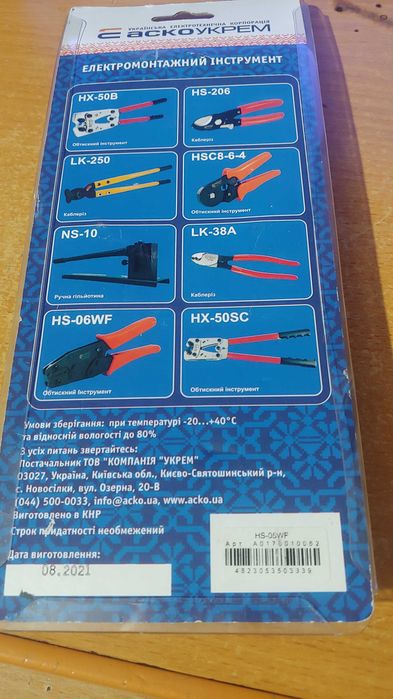 УКРАЇНСЬКА ЕЛЕКТРОТЕХНІЧНА КОРПОРАЦІЯ
АСКОУКРЕМ
ЕЛЕКТРОМОНТАЖНИЙ ІНСТРУМЕНТ
HX-50B
Обтискний інструмент
HS-206
Кабелеріз
LK-250
Кабелеріз
HSC8-6-4
Обтискний інструмент
NS-10
Ручна гільйотина
LK-38A
Кабелеріз
HS-06WF
Обтискний інструмент
HX-50SC
Обтискний інструмент
Умови зберігання: при температурі -20...+40°С
та відносній вологості до 80%
З усіх питань звертайтесь:
Постачальник ТОВ "КОМПАНІЯ "УКРЕМ"
03027, Україна, Київська обл., Києво-Святошинський р-н,
с. Новосілки, вул. Озерна, 20-В
(044) 500-0033, info@acko.ua, www.acko.ua
Виготовлено в КНР
Строк придатності необмежений
Дата виготовлення:
08.2021
HS-06WF
Арт. A0170010062
4823053503339